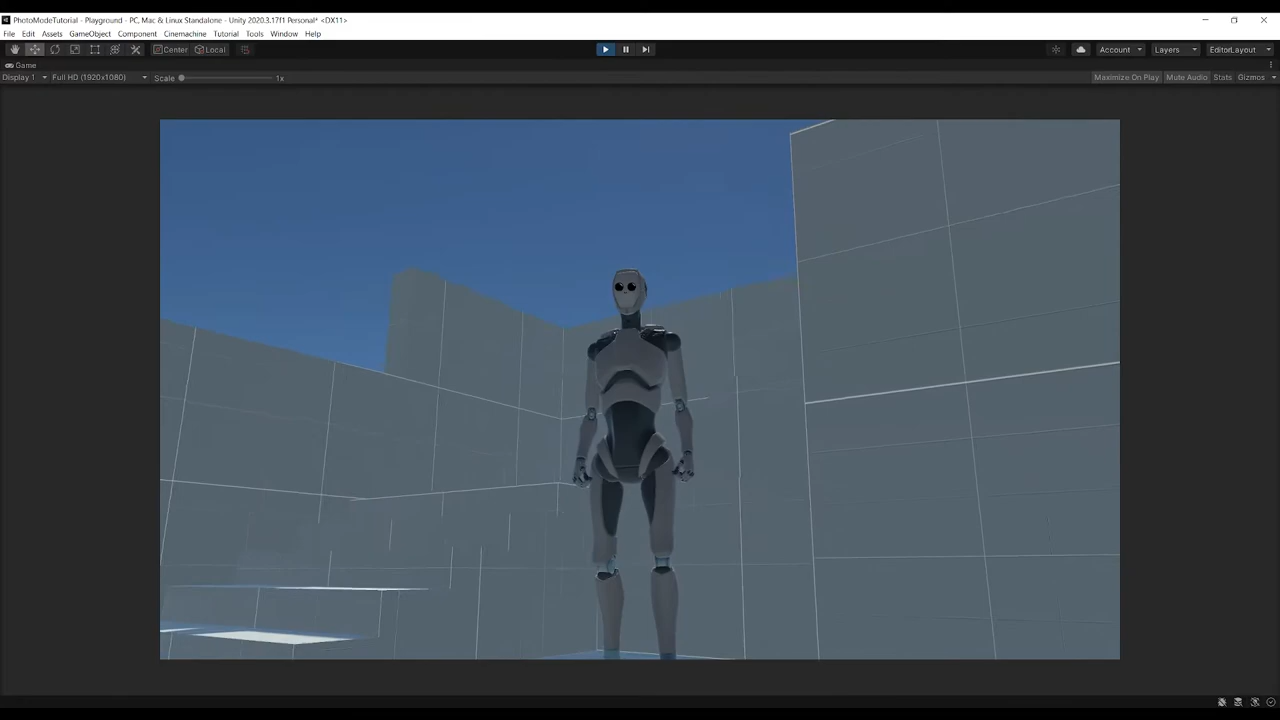 PhotoModeTutorial - Playground - PC, Mac & Linux Standalone - Unity 2020.3.17f1 Personal* <DX11>
File Edit Assets GameObject Component Cinemachine Tutorial Tools Window Help
Center Local Account Layers EditorLayout
Game
Display 1 Full HD (1920x1080) Scale 1x Maximize On Play Mute Audio Stats Gizmos